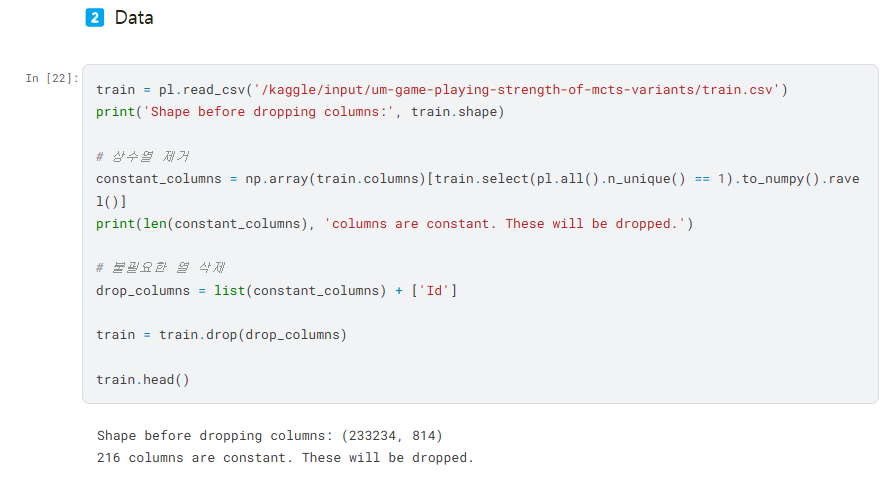 2 Data
In [22]:
train = pl.read_csv('/kaggle/input/um-game-playing-strength-of-mcts-variants/train.csv')
print('Shape before dropping columns:', train.shape)
# 상수열 제거
constant_columns = np.array(train.columns)[train.select(pl.all().n_unique() == 1).to_numpy().rave
l()]
print(len(constant_columns), 'columns are constant. These will be dropped.')
# 불필요한 열 삭제
drop_columns = list(constant_columns) + ['Id']
train = train.drop(drop_columns)
train.head()
Shape before dropping columns: (233234, 814)
216 columns are constant. These will be dropped.